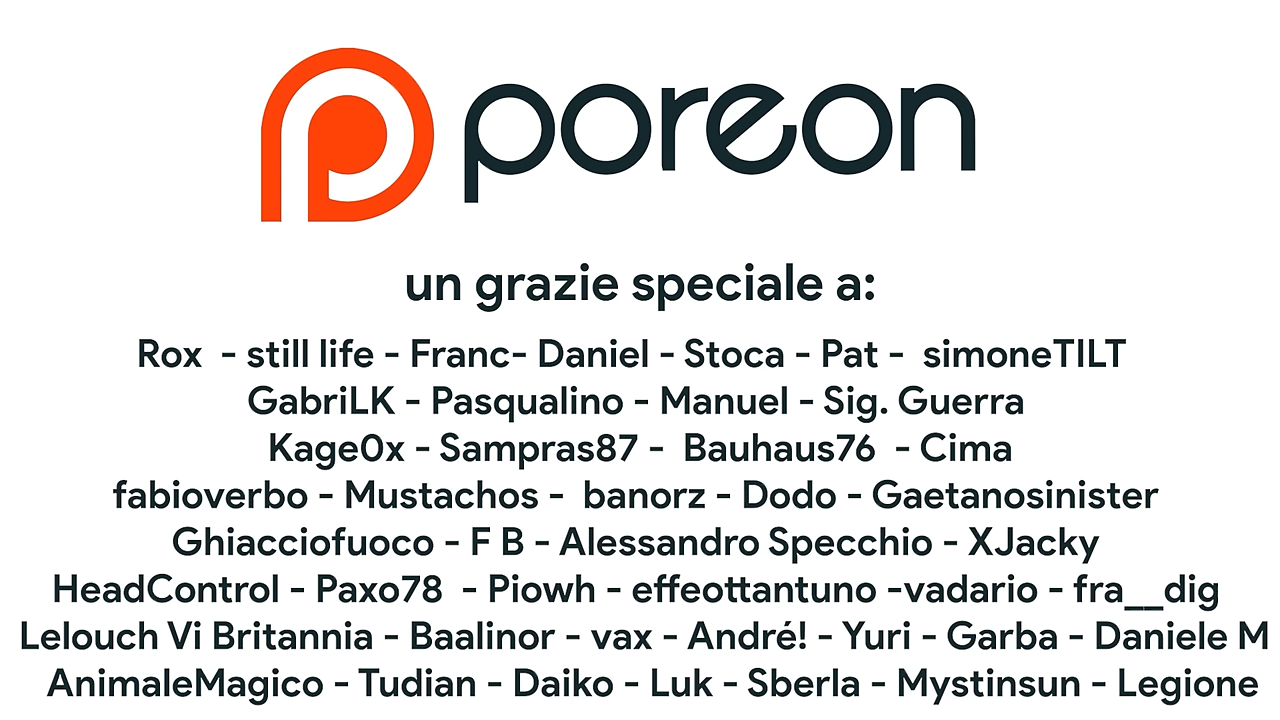 poreon
un grazie speciale a:
Rox - still life - Franc- Daniel - Stoca - Pat - simoneTILT
GabriLK - Pasqualino - Manuel - Sig. Guerra
Kage0x - Sampras87 - Bauhaus76 - Cima
fabioverbo - Mustachos - banorz - Dodo - Gaetanosinister
Ghiacciofuoco - F B - Alessandro Specchio - XJacky
HeadControl - Paxo78 - Piowh - effeottantuno -vadario - fra__dig
Lelouch Vi Britannia - Baalinor - vax - André! - Yuri - Garba - Daniele M
AnimaleMagico - Tudian - Daiko - Luk - Sberla - Mystinsun - Legione